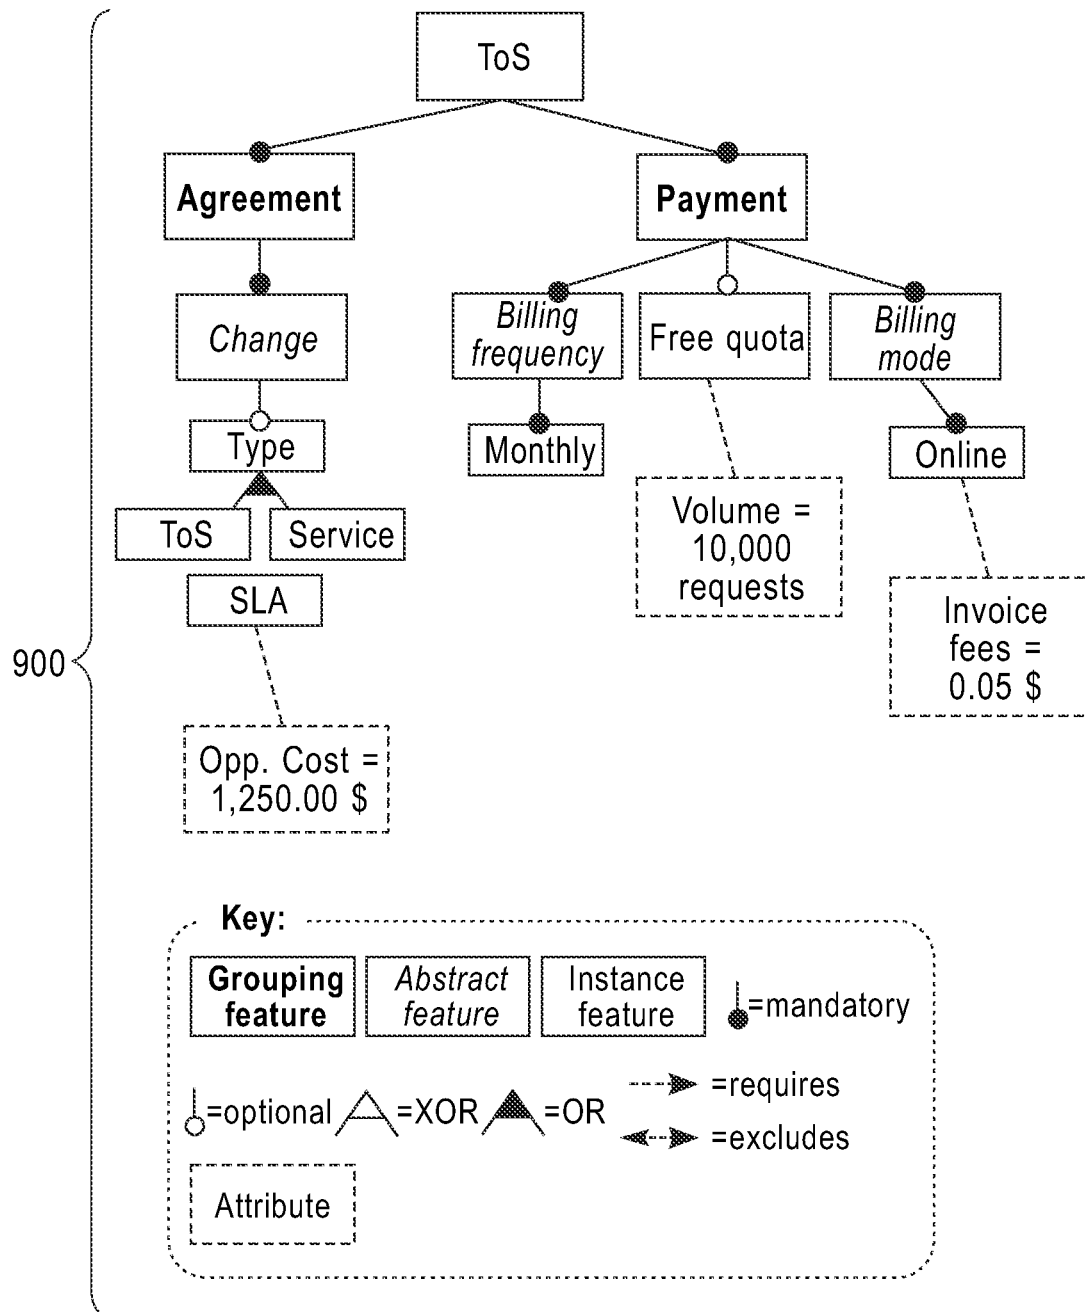 ToS
Agreement
Payment
Change
Billing
frequency
Free quota
Billing
mode
Type
Monthly
Online
ToS
Service
SLA
Volume =
10,000
requests
Invoice
fees =
0.05 $
900
Opp. Cost =
1,250.00 $
Key:
Grouping
feature
Abstract
feature
Instance
feature
=mandatory
=optional
=XOR
=OR
=requires
=excludes
Attribute